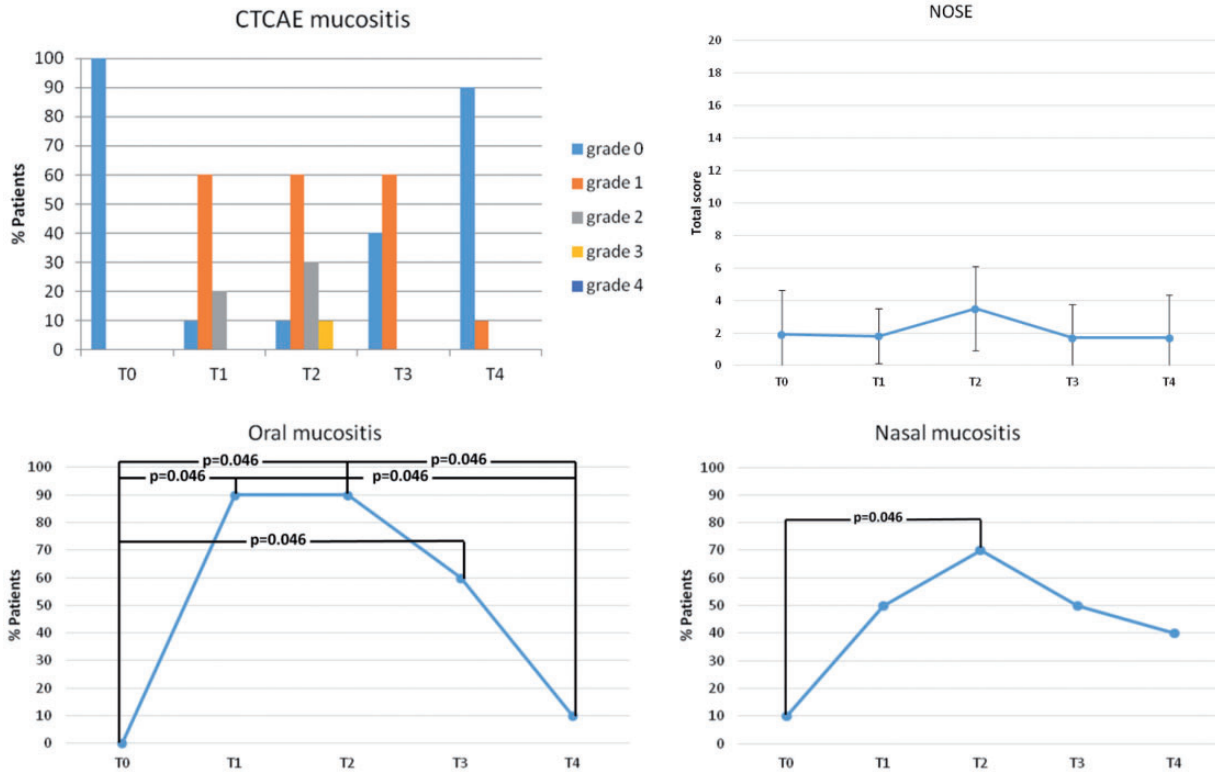 CTCAE mucositis
100
90
80
70
60
50
40
30
20
10
0
% Patients
T0 T1 T2 T3 T4
grade 0
grade 1
grade 2
grade 3
grade 4
NOSE
20
18
16
14
12
10
8
6
4
2
0
Total score
T0 T1 T2 T3 T4
Oral mucositis
100
90
80
70
60
50
40
30
20
10
0
% Patients
p=0.046 p=0.046
p=0.046 p=0.046
p=0.046
T0 T1 T2 T3 T4
Nasal mucositis
100
90
80
70
60
50
40
30
20
10
0
% Patients
p=0.046
T0 T1 T2 T3 T4